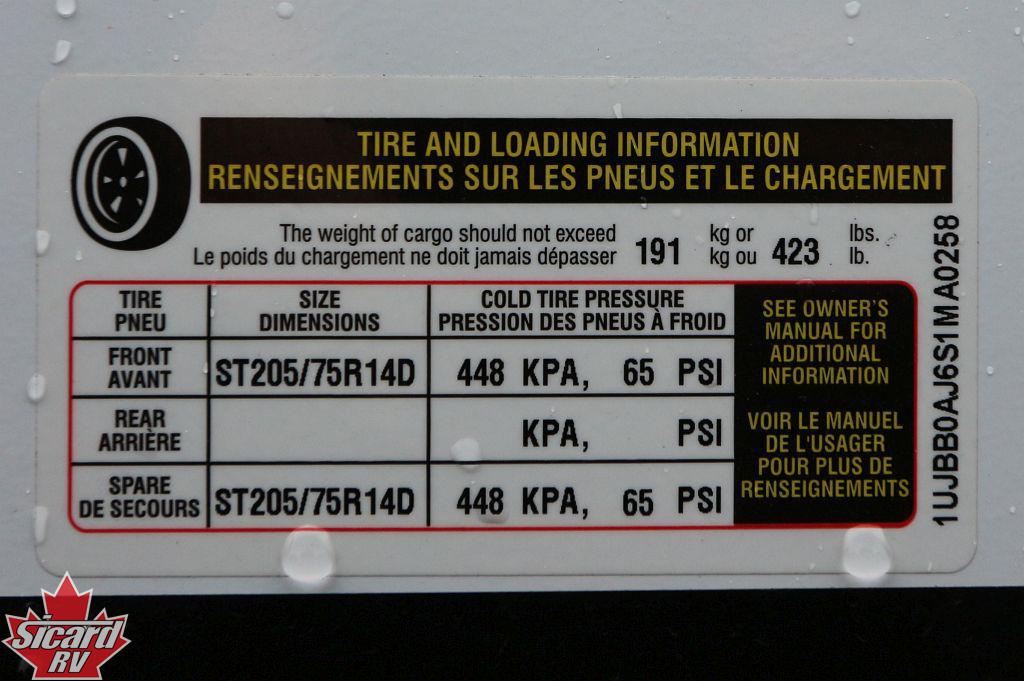 TIRE AND LOADING INFORMATION
RENSEIGNEMENTS SUR LES PNEUS ET LE CHARGEMENT
The weight of cargo should not exceed 191 kg or 423 lbs.
Le poids du chargement ne doit jamais dépasser kg ou lb.
TIRE SIZE COLD TIRE PRESSURE
PNEU DIMENSIONS PRESSION DES PNEUS À FROID
FRONT
AVANT ST205/75R14D 448 KPA, 65 PSI
REAR
ARRIÈRE KPA, PSI
SPARE
DE SECOURS ST205/75R14D 448 KPA, 65 PSI
SEE OWNER'S
MANUAL FOR
ADDITIONAL
INFORMATION
VOIR LE MANUEL
DE L'USAGER
POUR PLUS DE
RENSEIGNEMENTS
1UJBB0AJ6S1MA0258
Sicard
RV